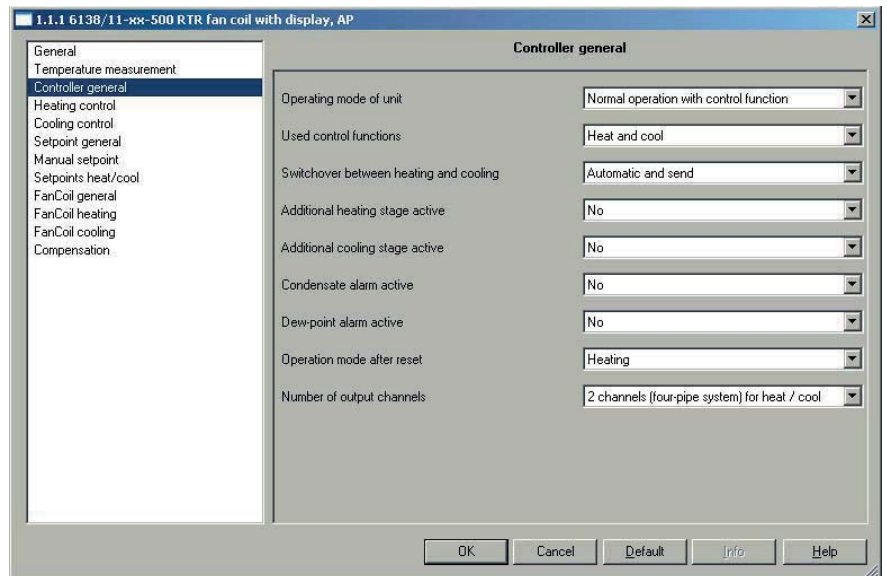 1.1.1 6138/11-xx-500 RTR fan coil with display, AP
General
Temperature measurement
Controller general
Heating control
Cooling control
Setpoint general
Manual setpoint
Setpoints heat/cool
FanCoil general
FanCoil heating
FanCoil cooling
Compensation
Controller general
Operating mode of unit Normal operation with control function
Used control functions Heat and cool
Switchover between heating and cooling Automatic and send
Additional heating stage active No
Additional cooling stage active No
Condensate alarm active No
Dew-point alarm active No
Operation mode after reset Heating
Number of output channels 2 channels (four-pipe system) for heat / cool
OK Cancel Default Info Help